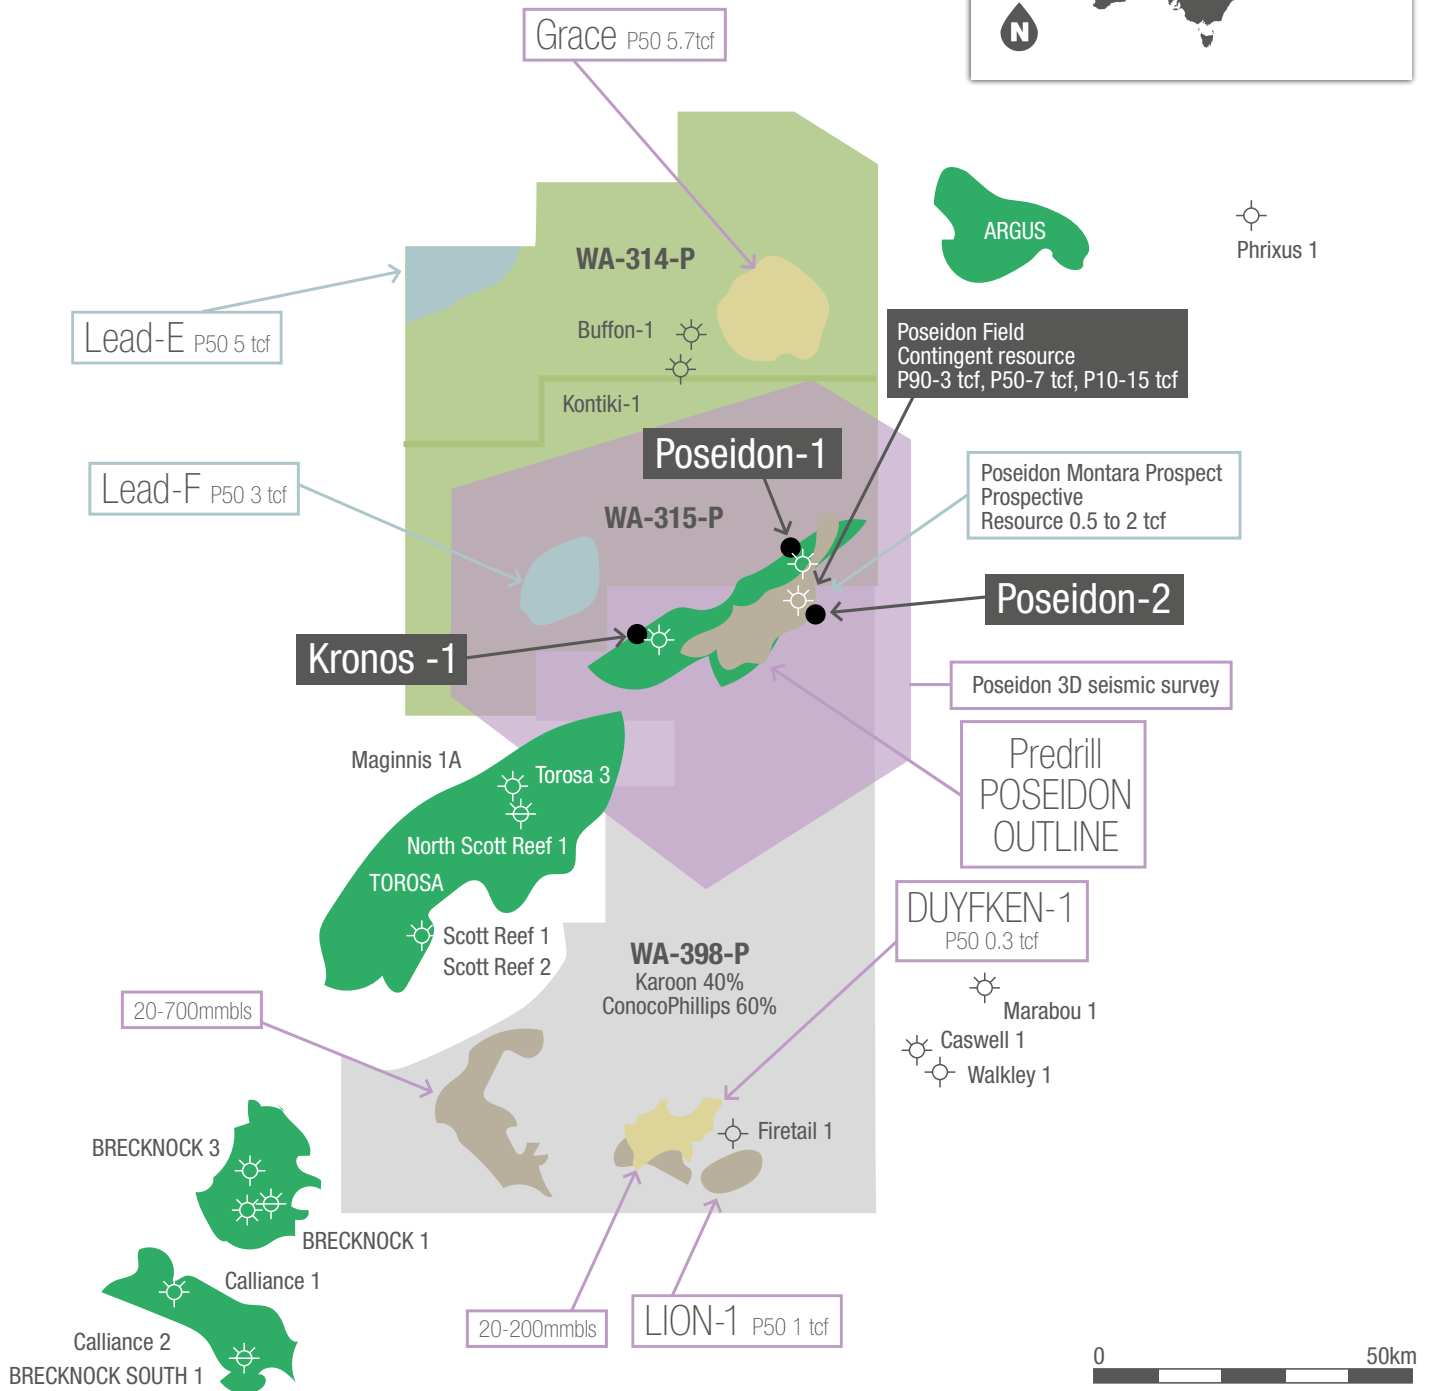 Grace P50 5.7tcf
N
ARGUS
Phrixus 1
WA-314-P
Lead-E P50 5 tcf
Buffon-1
Kontiki-1
Poseidon Field
Contingent resource
P90-3 tcf, P50-7 tcf, P10-15 tcf
Poseidon-1
Lead-F P50 3 tcf
WA-315-P
Poseidon Montara Prospect
Prospective
Resource 0.5 to 2 tcf
Poseidon-2
Kronos -1
Poseidon 3D seismic survey
Predrill
POSEIDON
OUTLINE
Maginnis 1A
Torosa 3
North Scott Reef 1
TOROSA
Scott Reef 1
Scott Reef 2
DUYFKEN-1
P50 0.3 tcf
WA-398-P
Karoon 40%
ConocoPhillips 60%
20-700mmbls
Marabou 1
Caswell 1
Walkley 1
Firetail 1
BRECKNOCK 3
BRECKNOCK 1
Calliance 1
Calliance 2
BRECKNOCK SOUTH 1
20-200mmbls
LION-1 P50 1 tcf
0 50km